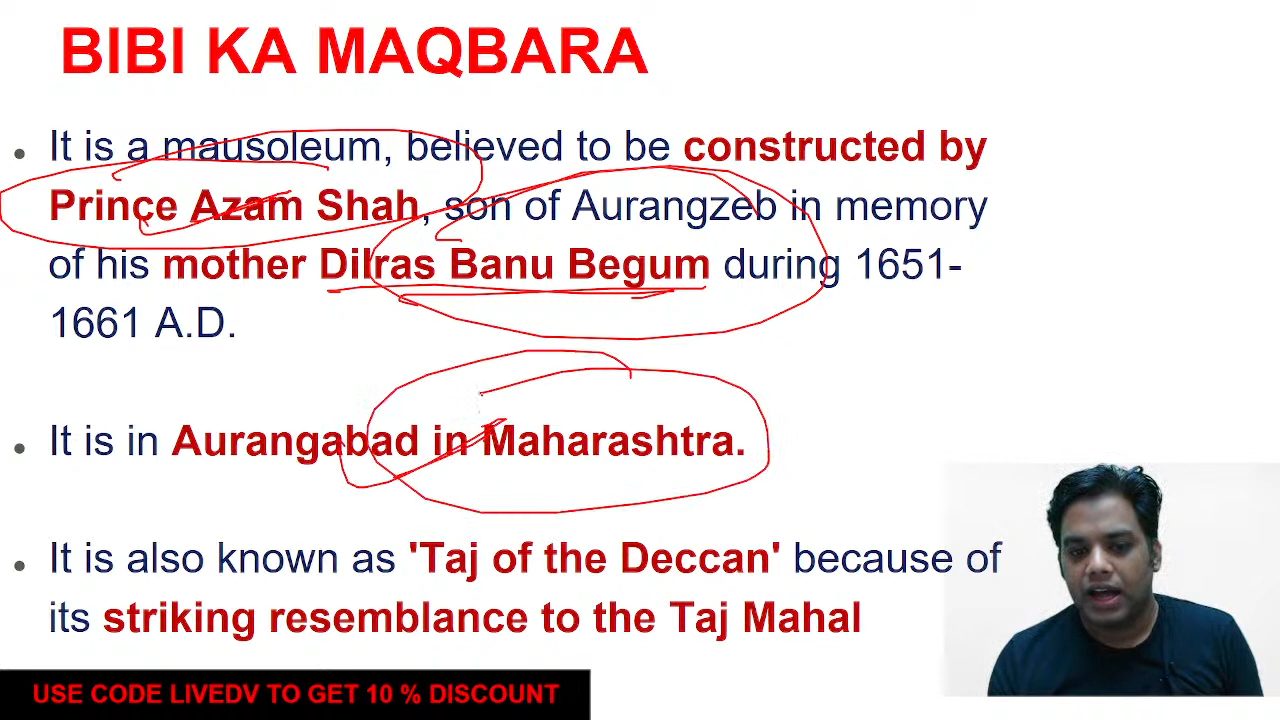 BIBI KA MAQBARA
• It is a mausoleum, believed to be constructed by
Prince Azam Shah, son of Aurangzeb in memory
of his mother Dilras Banu Begum during 1651-
1661 A.D.
• It is in Aurangabad in Maharashtra.
• It is also known as 'Taj of the Deccan' because of
its striking resemblance to the Taj Mahal
USE CODE LIVEDV TO GET 10 % DISCOUNT